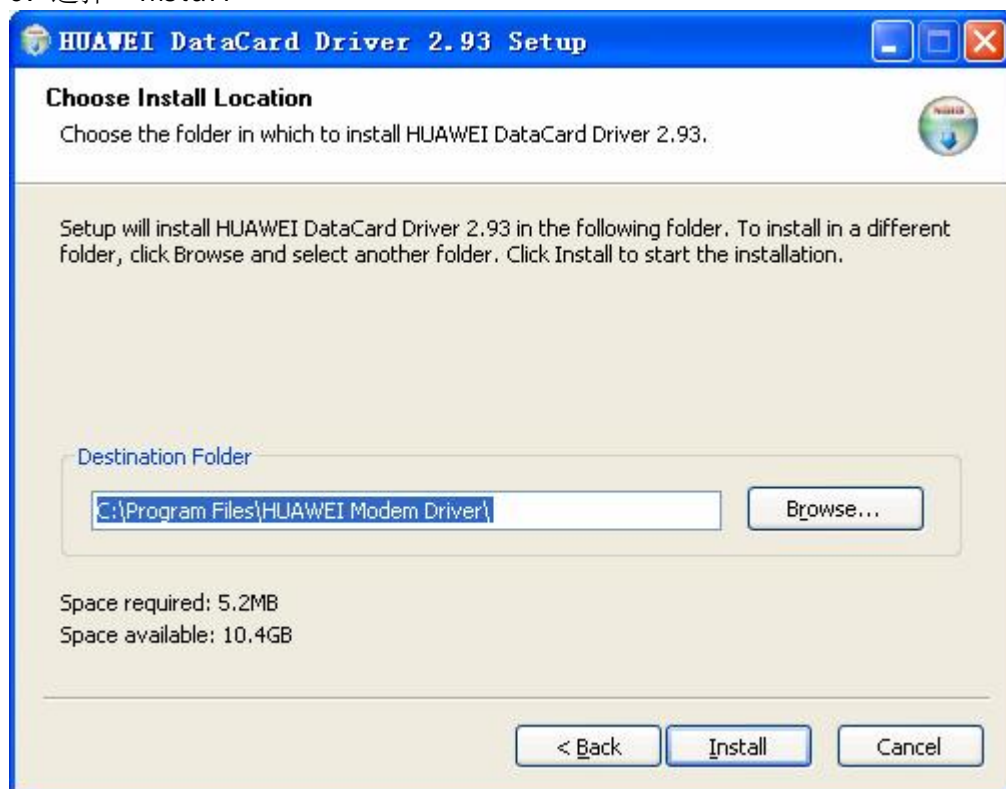 HUAWEI DataCard Driver 2.93 Setup
Choose Install Location
Choose the folder in which to install HUAWEI DataCard Driver 2.93.
Setup will install HUAWEI DataCard Driver 2.93 in the following folder. To install in a different
folder, click Browse and select another folder. Click Install to start the installation.
Destination Folder
C:\Program Files\HUAWEI Modem Driver\
Browse...
Space required: 5.2MB
Space available: 10.4GB
< Back
Install
Cancel